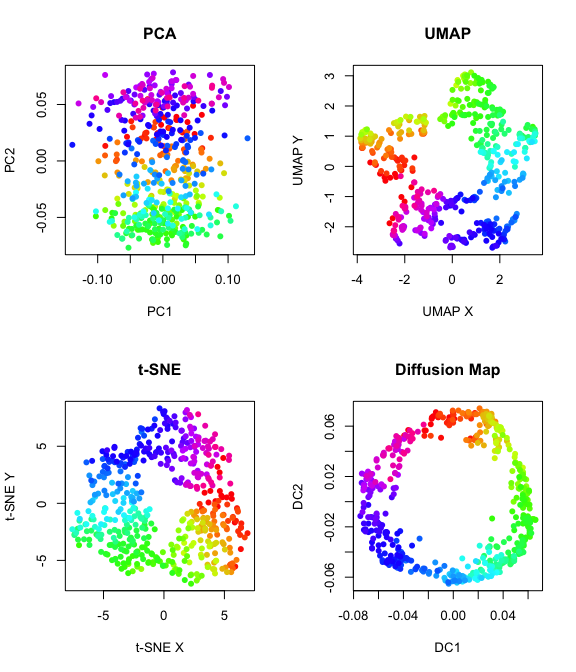 PCA
PC2
0.05
0.00
-0.05
-0.10
0.00
0.10
PC1
UMAP
UMAP Y
3
2
1
0
-1
-2
-4
-2
0
2
UMAP X
t-SNE
t-SNE Y
5
0
-5
-5
0
5
t-SNE X
Diffusion Map
DC2
0.06
0.02
-0.02
-0.06
-0.08
-0.04
0.00
0.04
DC1